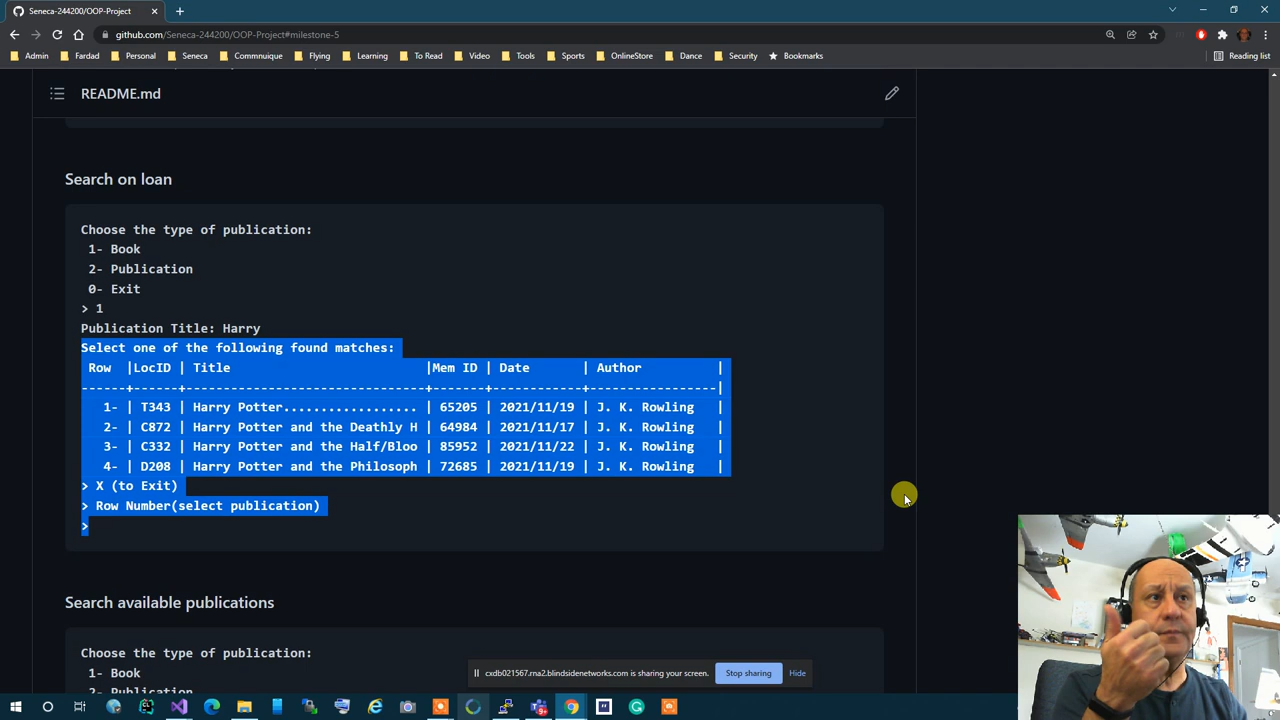 Seneca-244200/OOP-Project
github.com/Seneca-244200/OOP-Project#milestone-5
Admin Fardad Personal Seneca Commnuique Flying Learning To Read Video Tools Sports OnlineStore Dance Security Bookmarks Reading list
README.md
Search on loan
Choose the type of publication:
1- Book
2- Publication
0- Exit
> 1
Publication Title: Harry
Select one of the following found matches:
Row |LocID | Title |Mem ID | Date | Author |
------+------+--------------------------------+-------+------------+-----------------|
1- | T343 | Harry Potter.................. | 65205 | 2021/11/19 | J. K. Rowling |
2- | C872 | Harry Potter and the Deathly H | 64984 | 2021/11/17 | J. K. Rowling |
3- | C332 | Harry Potter and the Half/Bloo | 85952 | 2021/11/22 | J. K. Rowling |
4- | D208 | Harry Potter and the Philosoph | 72685 | 2021/11/19 | J. K. Rowling |
> X (to Exit)
> Row Number(select publication)
>
Search available publications
Choose the type of publication:
1- Book
2- Publication
cxdb021567.rna2.blindsidenetworks.com is sharing your screen. Stop sharing Hide